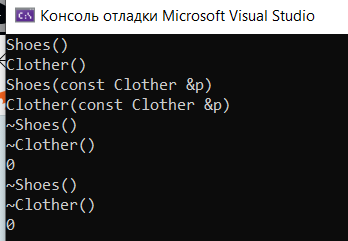 Консоль отладки Microsoft Visual Studio
Shoes()
Clother()
Shoes(const Clother &p)
Clother(const Clother &p)
~Shoes()
~Clother()
0
~Shoes()
~Clother()
0